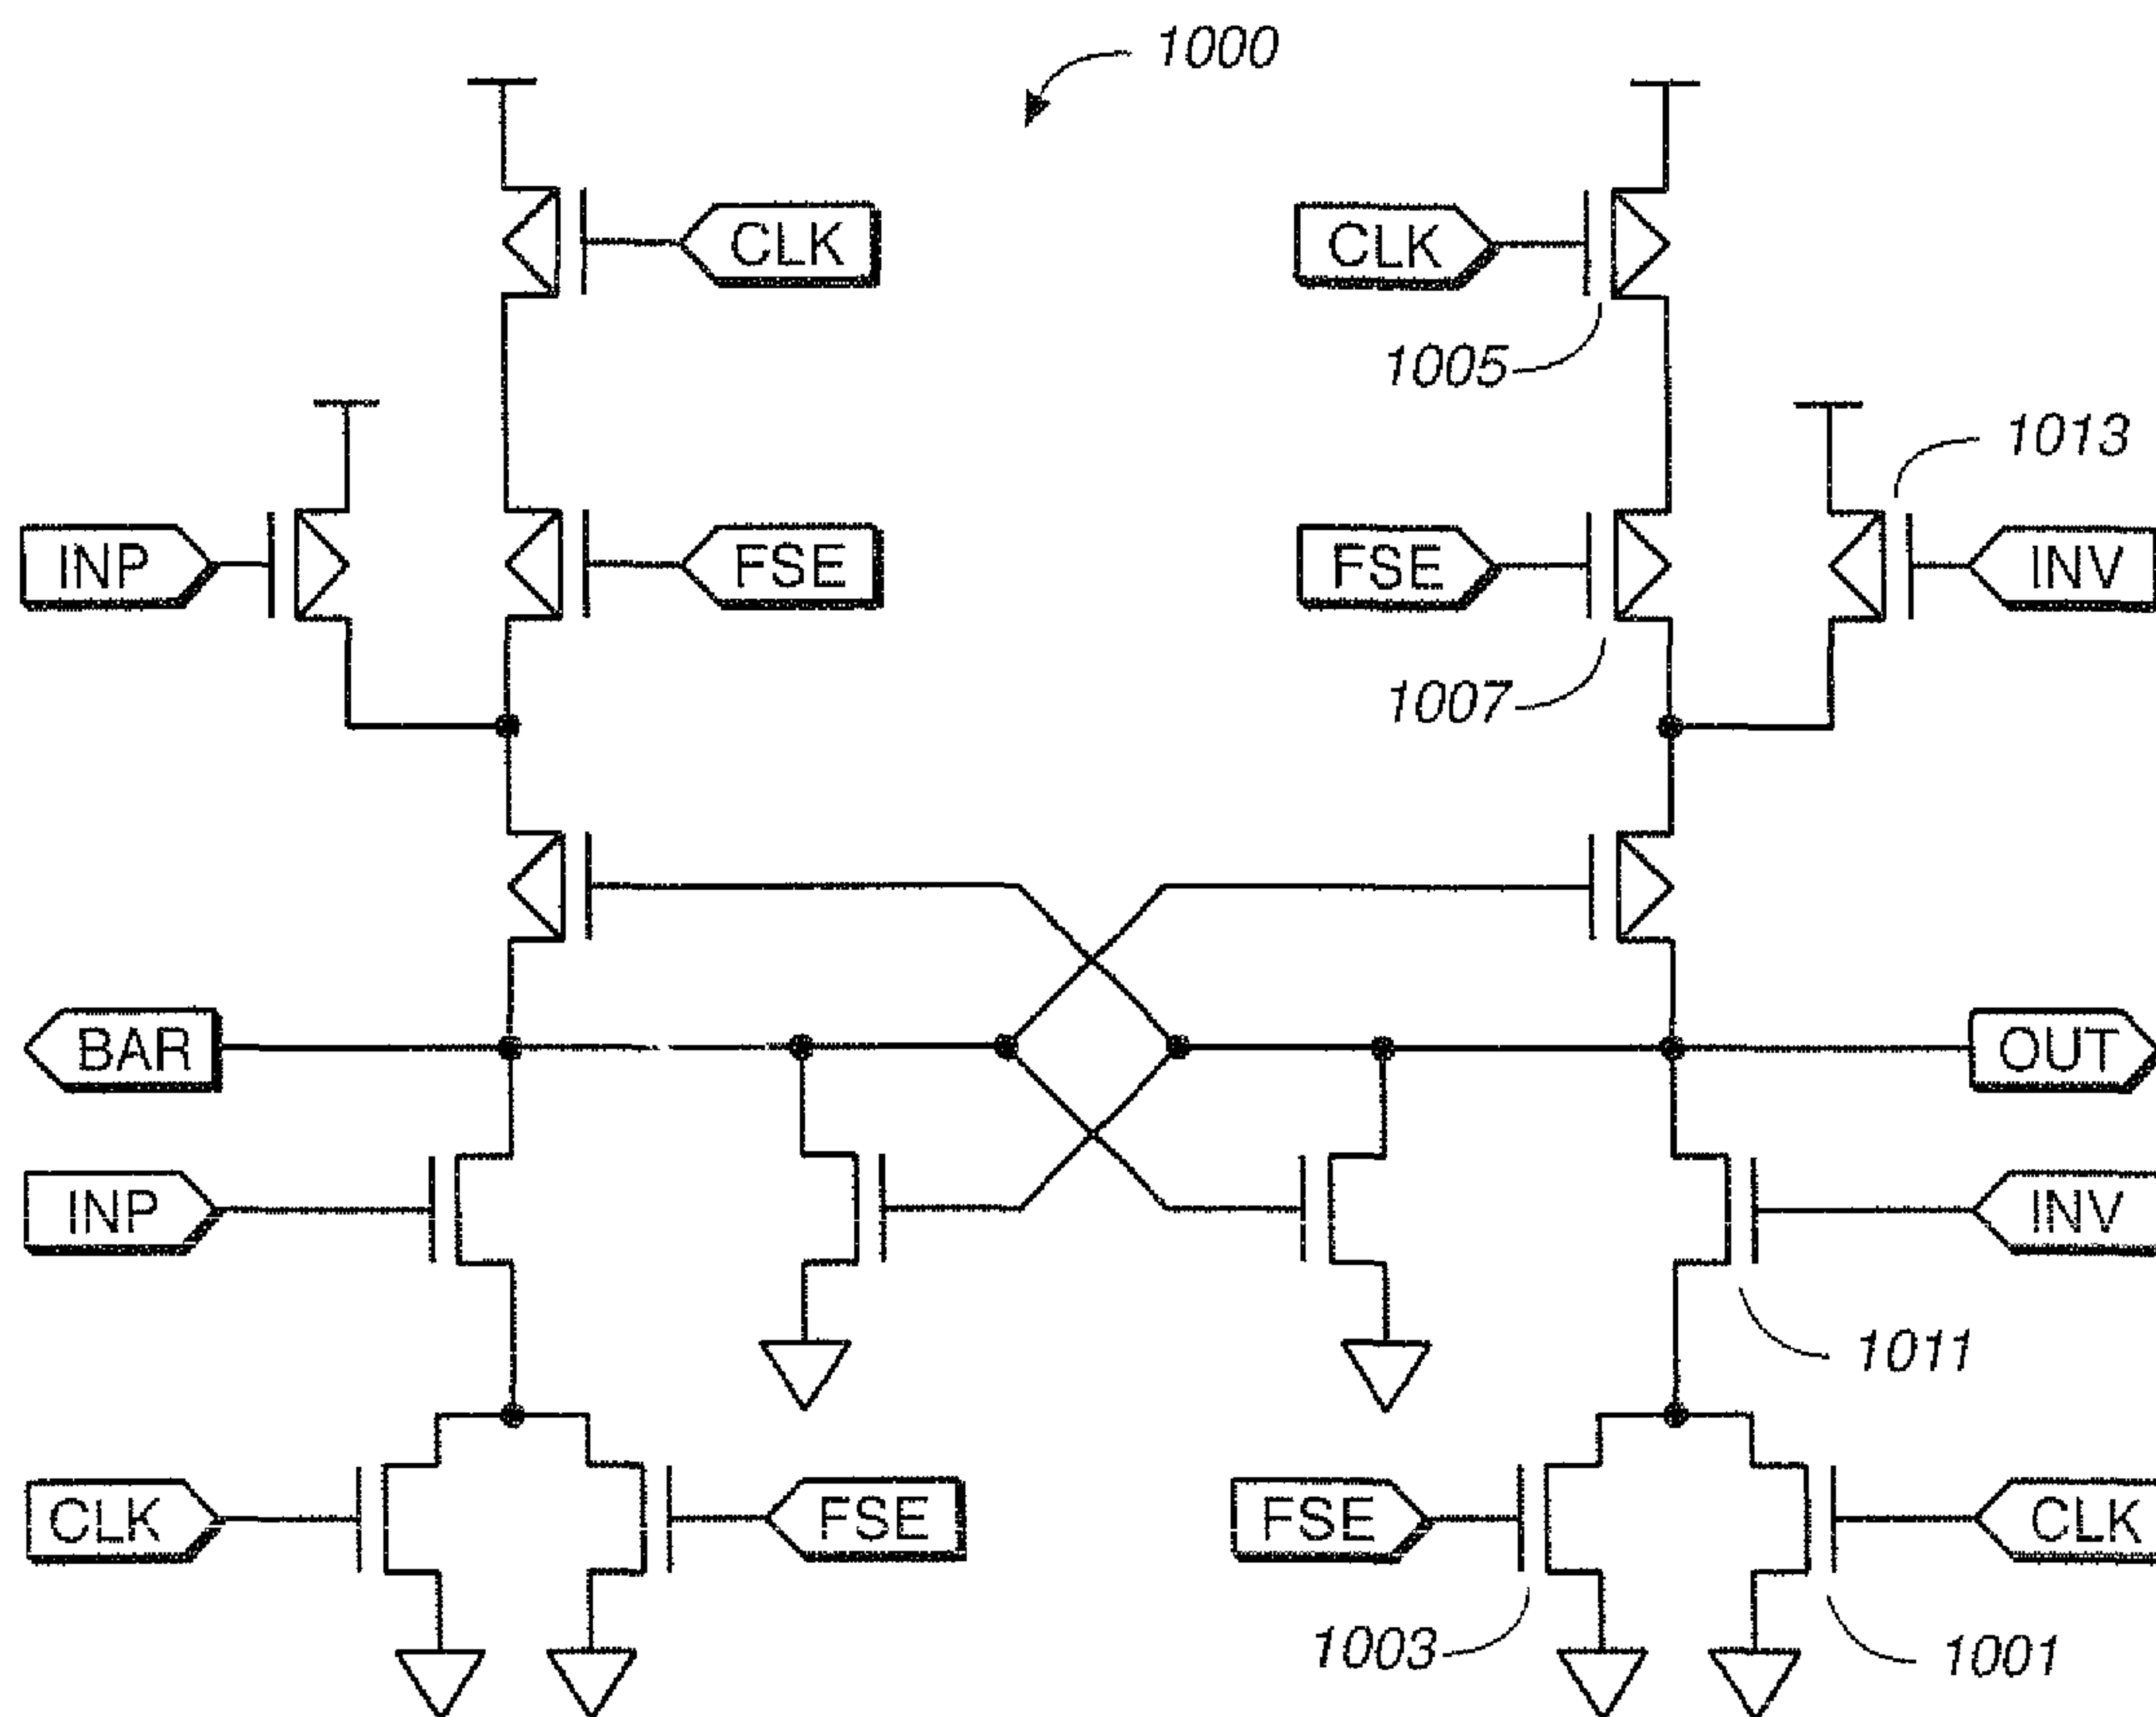 1000
CLK
CLK
1005
1013
INP
FSE
FSE
INV
1007
BAR
OUT
INP
INV
1011
CLK
FSE
FSE
CLK
1003
1001